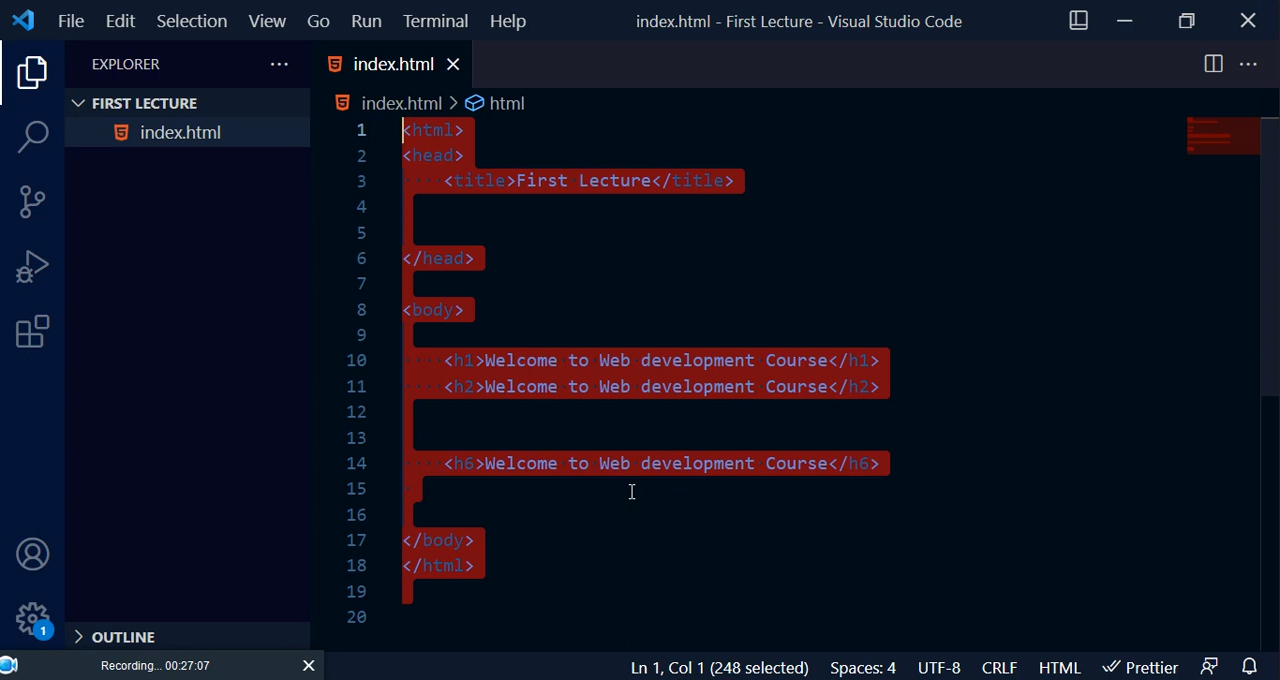 File Edit Selection View Go Run Terminal Help index.html - First Lecture - Visual Studio Code
EXPLORER ···
index.html
FIRST LECTURE
index.html > html
index.html
1 <html>
2 <head>
3 <title>First Lecture</title>
4
5
6 </head>
7
8 <body>
9
10 <h1>Welcome to Web development Course</h1>
11 <h2>Welcome to Web development Course</h2>
12
13
14 <h6>Welcome to Web development Course</h6>
15
16
17 </body>
18 </html>
19
20
1
OUTLINE
Recording... 00:27:07
Ln 1, Col 1 (248 selected) Spaces: 4 UTF-8 CRLF HTML Prettier